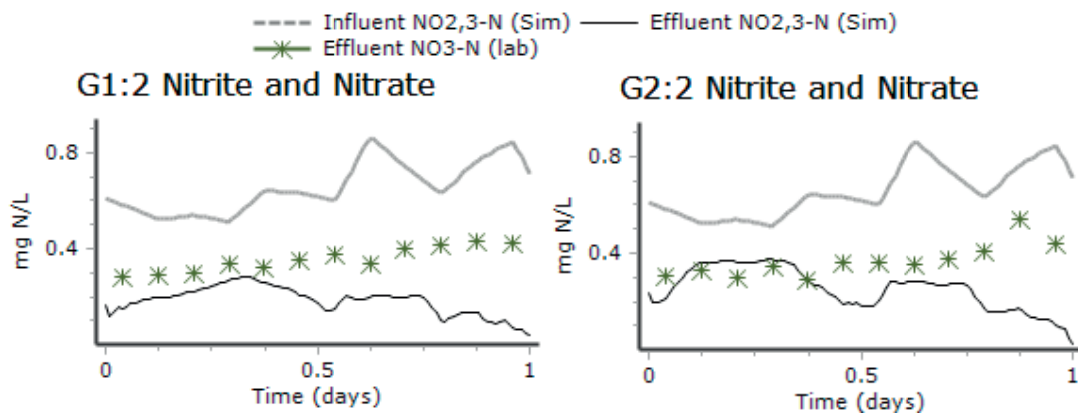 Influent NO2,3-N (Sim) Effluent NO2,3-N (Sim)
Effluent NO3-N (lab)
G1:2 Nitrite and Nitrate
mg N/L
0.8
0.4
0 0.5 1
Time (days)
G2:2 Nitrite and Nitrate
mg N/L
0.8
0.4
0 0.5 1
Time (days)